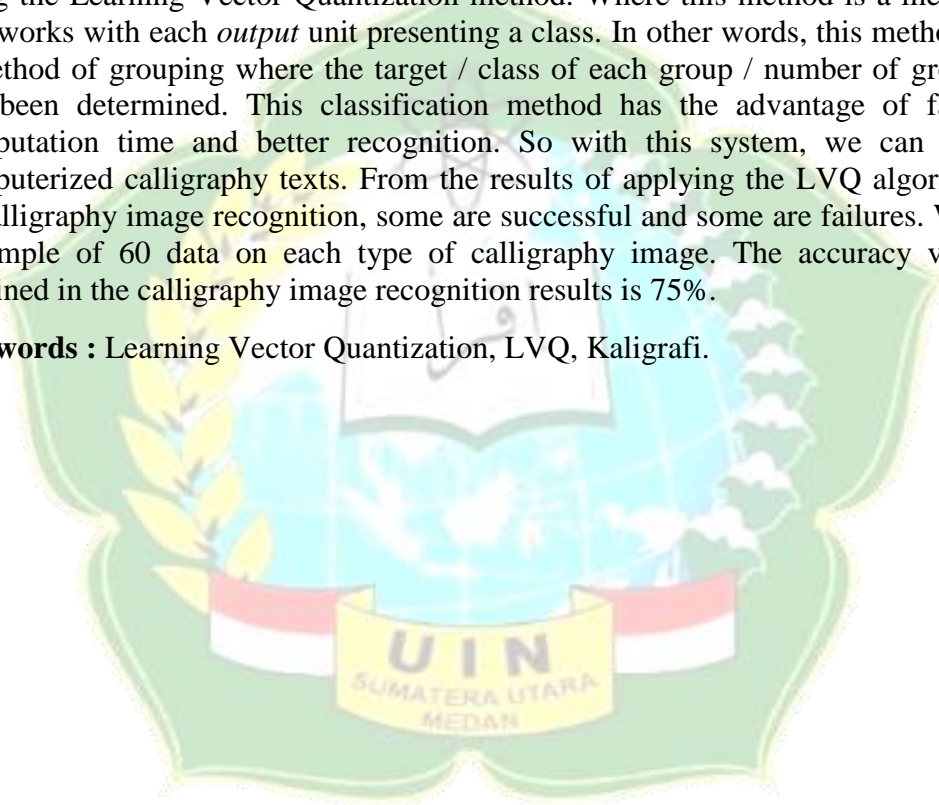 g the Learning Vector Quantization method. Where this method is a me
works with each output unit presenting a class. In other words, this metho
ethod of grouping where the target / class of each group / number of gro
been determined. This classification method has the advantage of f
putation time and better recognition. So with this system, we can
puterized calligraphy texts. From the results of applying the LVQ algor
lligraphy image recognition, some are successful and some are failures. W
mple of 60 data on each type of calligraphy image. The accuracy v
ined in the calligraphy image recognition results is 75%.
words : Learning Vector Quantization, LVQ, Kaligrafi.
UIN
SUMATERA UTARA
MEDAN